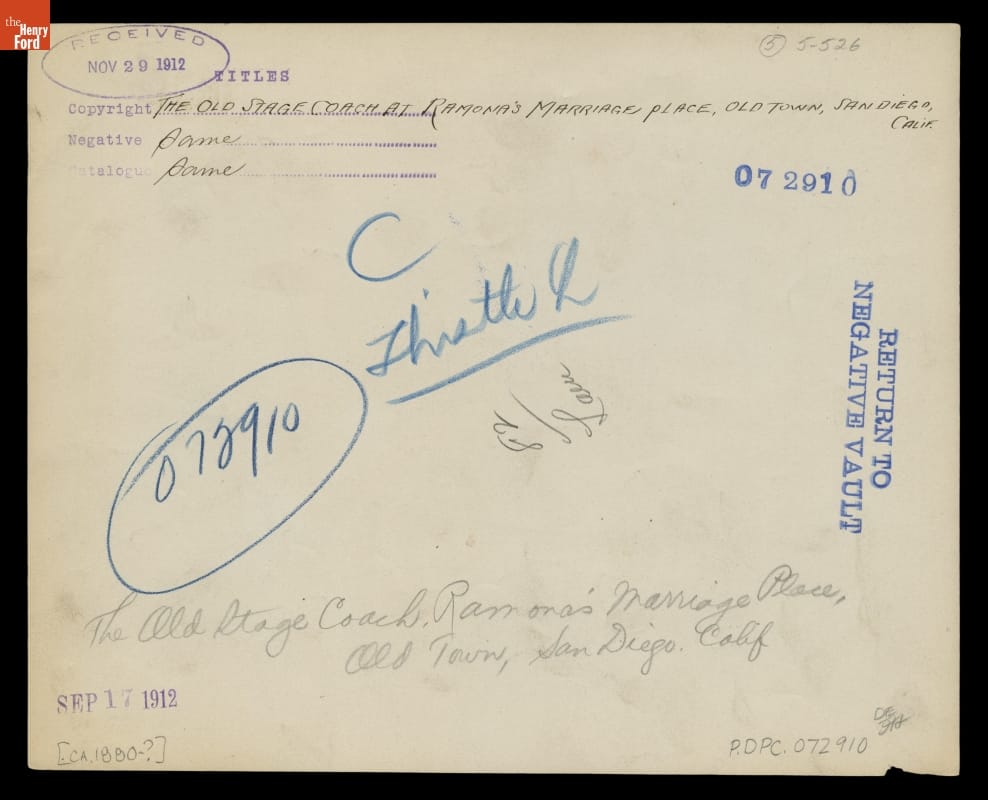 the
Henry
Ford
RECEIVED
NOV 29 1912
⑤ 5-526
TITLES
Copyright THE OLD STAGE COACH AT RAMONA'S MARRIAGE PLACE, OLD TOWN, SAN DIEGO,
CALIF.
Negative Same
Catalogue Same
072910
C
Thistle
RETURN TO
NEGATIVE VAULT
072910
The Old Stage Coach, Ramona's Marriage Place,
Old Town, San Diego. Calif
SEP 17 1912
[CA.1880-?]
P.DPC. 072910